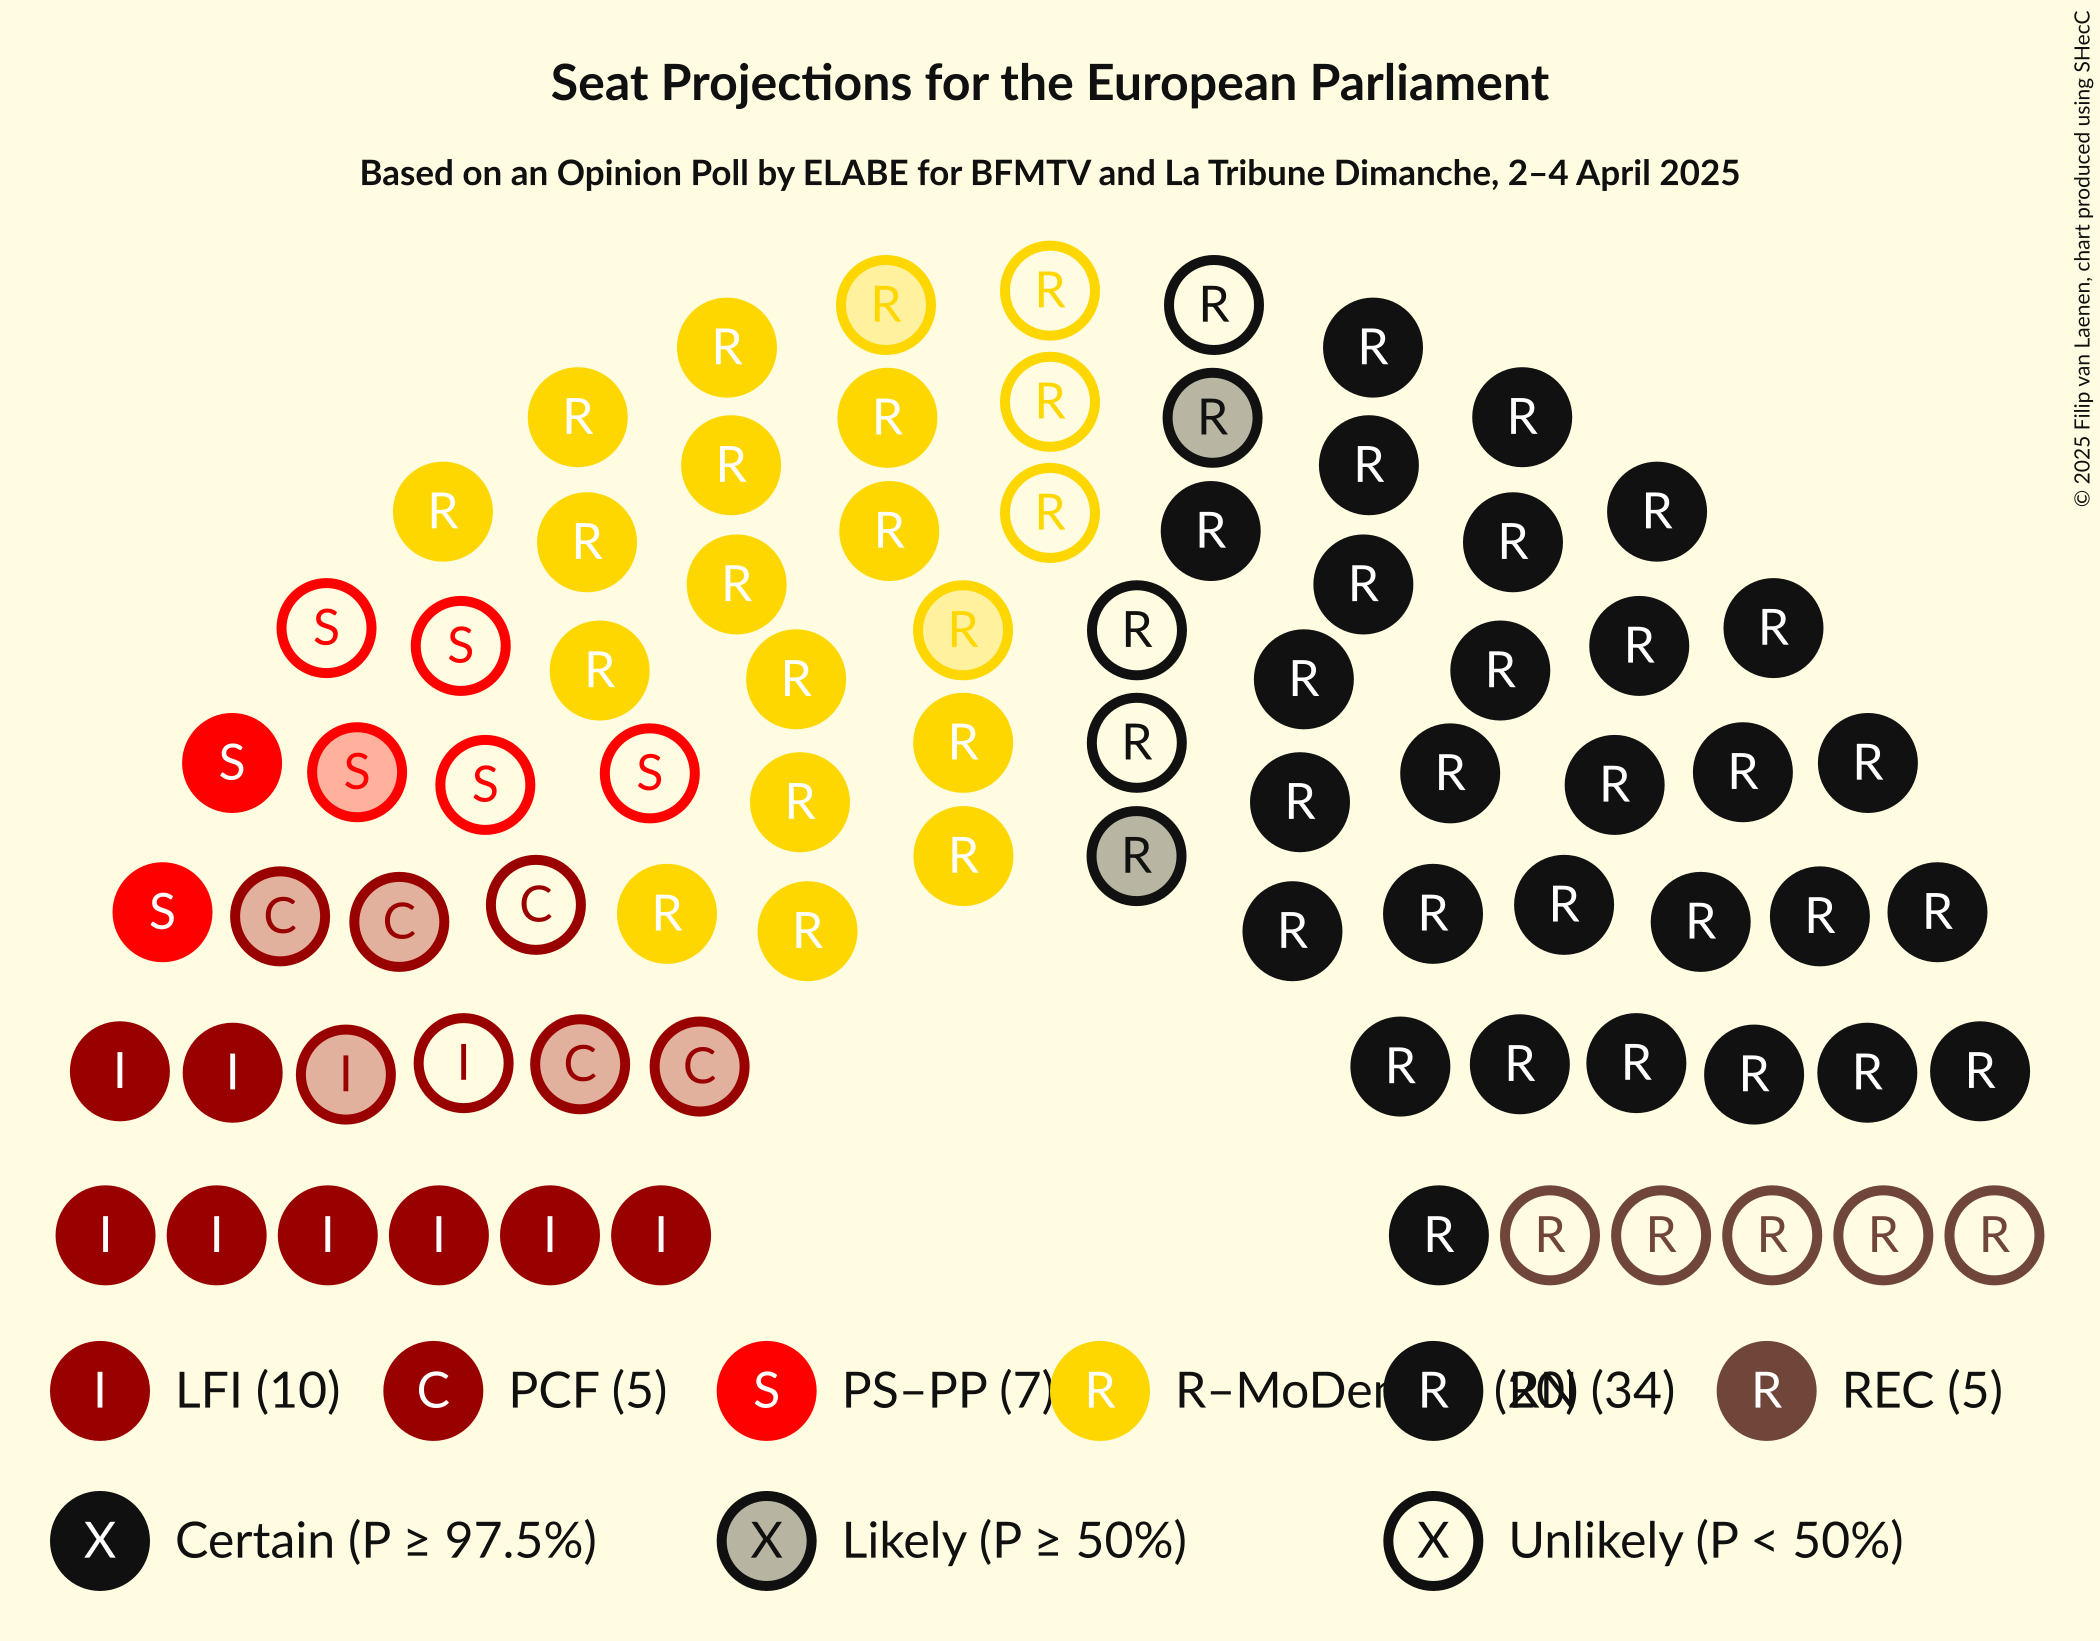 Seat Projections for the European Parliament
Based on an Opinion Poll by ELABE for BFMTV and La Tribune Dimanche, 2–4 April 2025
© 2025 Filip van Laenen, chart produced using SHecC
R
R R
R R
R R R
R R
R R R R
R R R R
R R R R
S R R R R R
S R R R R
R R R R
S S S R R R R R R R
R R
R R
S C C C R R R R R R R R
I I I I C C R R R R R R
I I I I I I R R R R R R
I LFI (10) C PCF (5) S PS–PP (7) R R–MoDem (20) R RN (34) R REC (5)
X Certain (P ≥ 97.5%) X Likely (P ≥ 50%) X Unlikely (P < 50%)